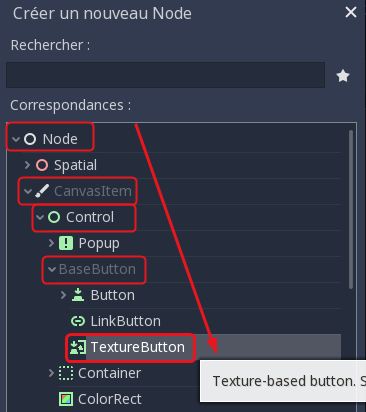 Créer un nouveau Node
Rechercher :
Correspondances :
Node
Spatial
CanvasItem
Control
Popup
BaseButton
Button
LinkButton
TextureButton
Texture-based button. S
Container
ColorRect